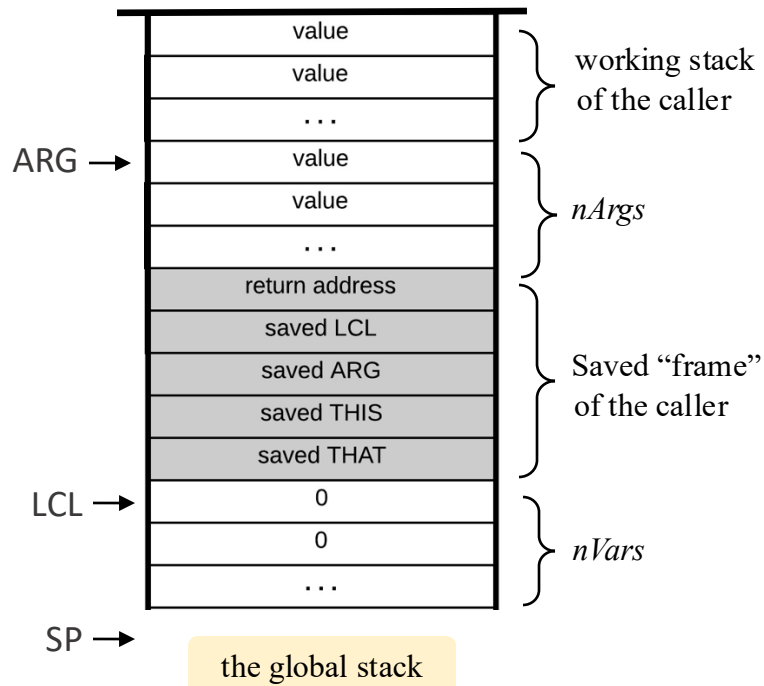 value
value
...
working stack
of the caller
ARG
value
value
...
nArgs
return address
saved LCL
saved ARG
saved THIS
saved THAT
Saved “frame”
of the caller
LCL
0
0
...
nVars
SP
the global stack